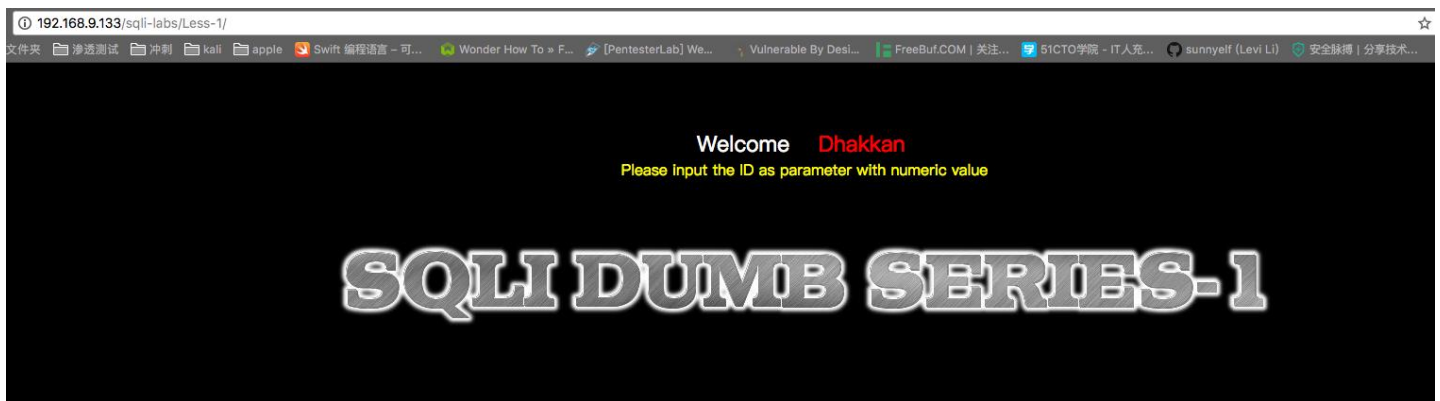 192.168.9.133/sqli-labs/Less-1/
文件夹 渗透测试 冲刺 kali apple Swift 编程语言 – 可... Wonder How To » F... [PentesterLab] We... Vulnerable By Desi... FreeBuf.COM | 关注... 51CTO学院 - IT人充... sunnyelf (Levi Li) 安全脉搏 | 分享技术...
Welcome Dhakkan
Please input the ID as parameter with numeric value
SQLI DUMB SERIES-1